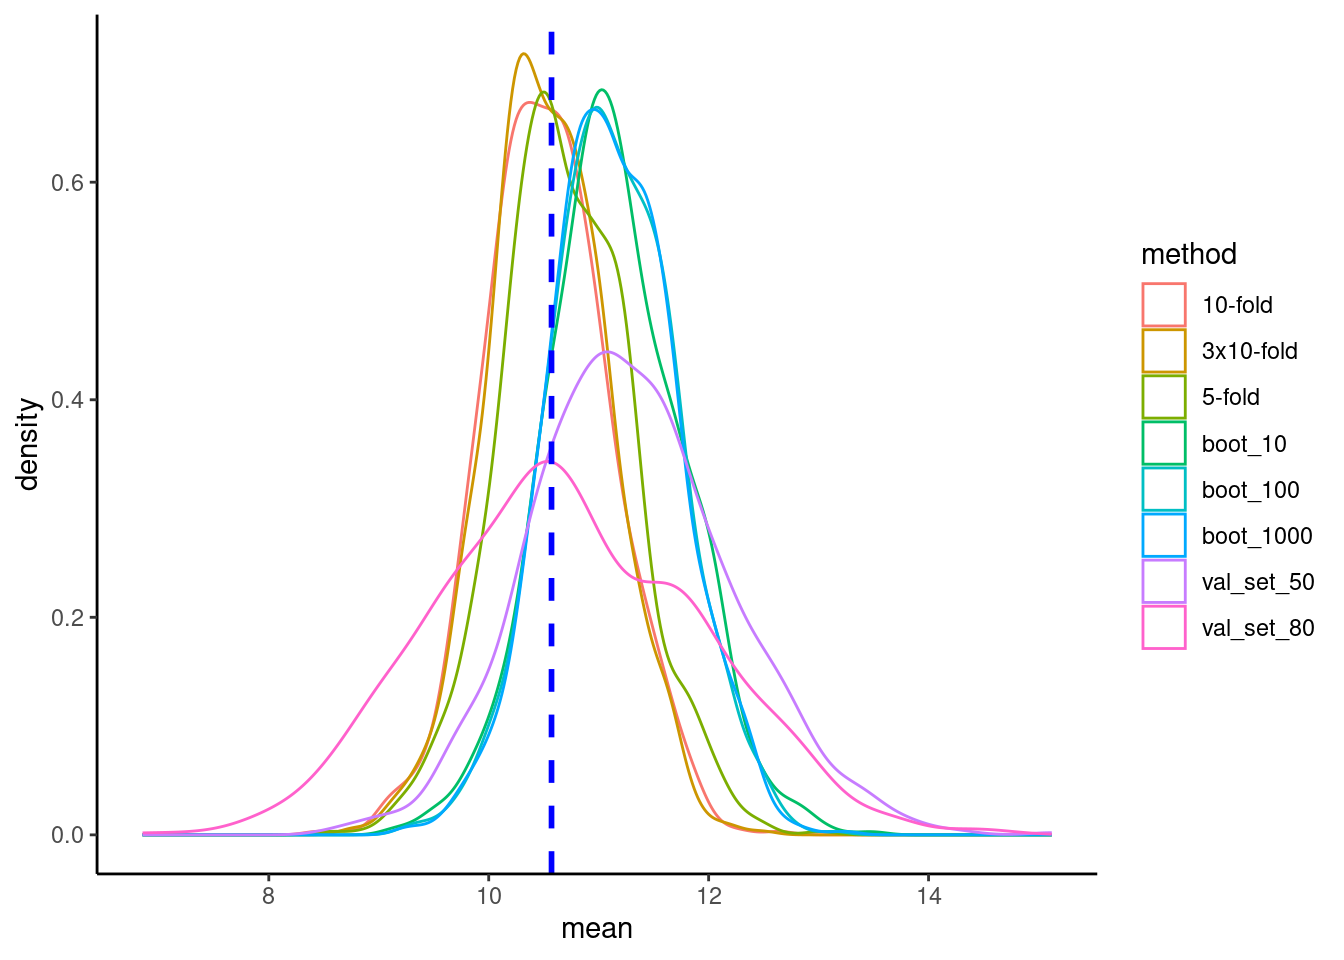 0.6
0.4
0.2
0.0
density
8
10
12
14
mean
method
10-fold
3x10-fold
5-fold
boot_10
boot_100
boot_1000
val_set_50
val_set_80